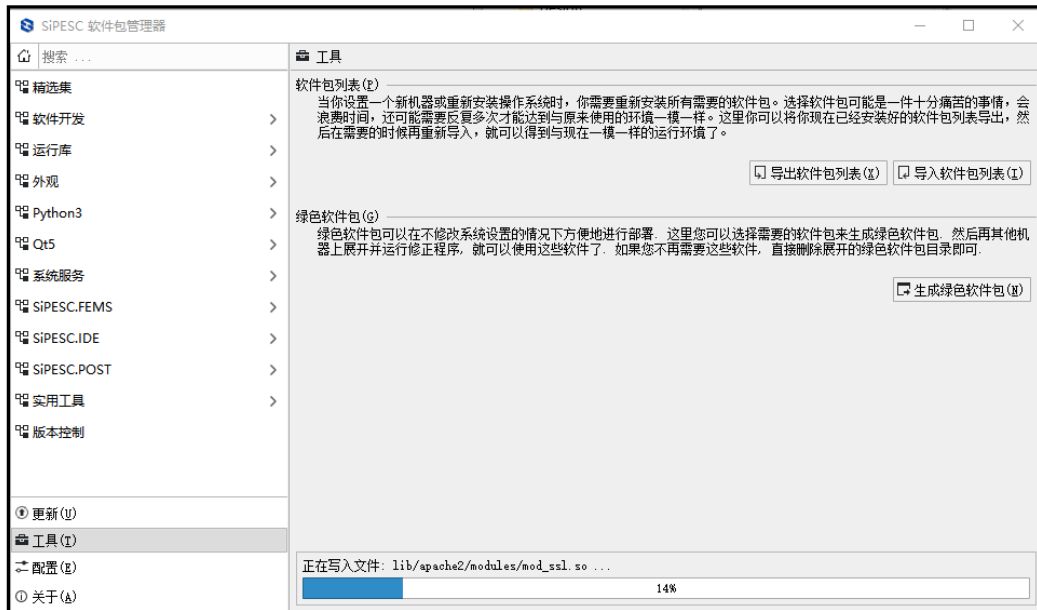 SiPESC 软件包管理器
搜索 ...
工具
精选集
软件开发
运行库
外观
Python3
Qt5
系统服务
SiPESC.FEMS
SiPESC.IDE
SiPESC.POST
实用工具
版本控制
更新(U)
工具(T)
配置(E)
关于(A)
软件包列表(P)
当你设置一个新机器或重新安装操作系统时，你需要重新安装所有需要的软件包。选择软件包可能是一件十分痛苦的事情，会
浪费时间，还可能需要反复多次才能达到与原来使用的环境一模一样。这里你可以将你现在已经安装好的软件包列表导出，然
后在需要的时候再重新导入，就可以得到与现在一模一样的运行环境了。
导出软件包列表(X)
导入软件包列表(I)
绿色软件包(G)
绿色软件包可以在不修改系统设置的情况下方便地进行部署. 这里您可以选择需要的软件包来生成绿色软件包. 然后再其他机
器上展开并运行修正程序, 就可以使用这些软件了. 如果您不再需要这些软件, 直接删除展开的绿色软件包目录即可.
生成绿色软件包(N)
正在写入文件: lib/apache2/modules/mod_ssl.so ...
14%